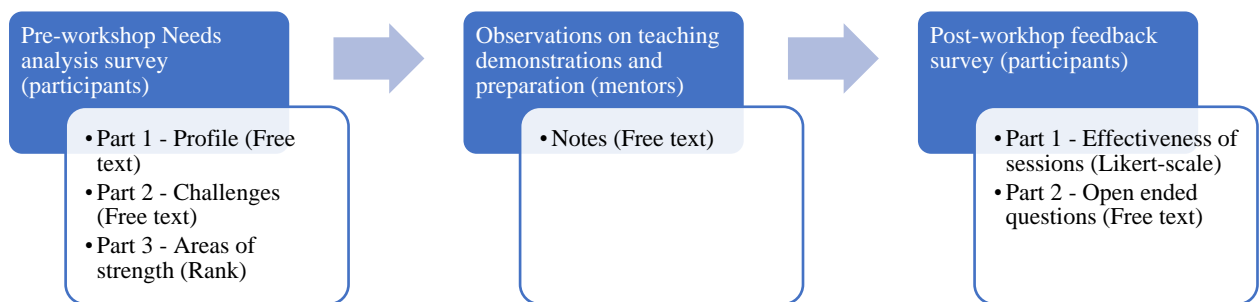 Pre-workshop Needs
analysis survey
(participants)
• Part 1 - Profile (Free
text)
• Part 2 - Challenges
(Free text)
• Part 3 - Areas of
strength (Rank)
Observations on teaching
demonstrations and
preparation (mentors)
• Notes (Free text)
Post-workhop feedback
survey (participants)
• Part 1 - Effectiveness of
sessions (Likert-scale)
• Part 2 - Open ended
questions (Free text)